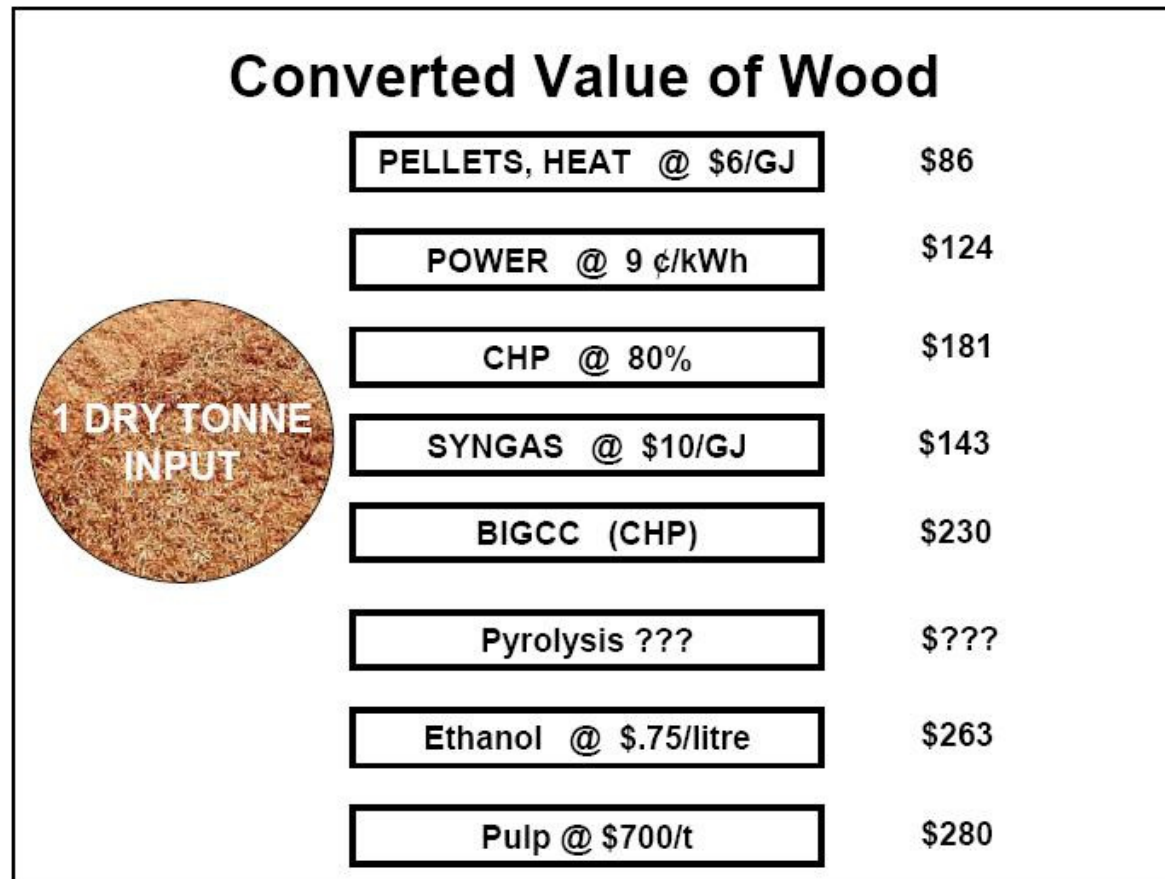 Converted Value of Wood
PELLETS, HEAT @ $6/GJ $86
POWER @ 9 ¢/kWh $124
CHP @ 80% $181
1 DRY TONNE
INPUT
SYNGAS @ $10/GJ $143
BIGCC (CHP) $230
Pyrolysis ??? $???
Ethanol @ $.75/litre $263
Pulp @ $700/t $280